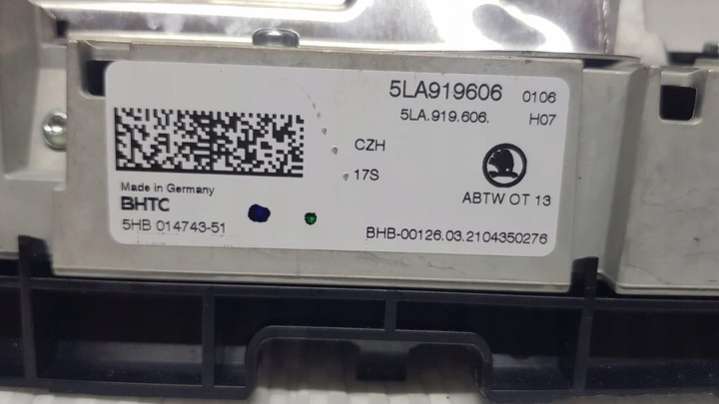 5LA919606 0106
5LA.919.606. H07
CZH
17S
Made in Germany
BHTC
5HB 014743-51
ABTW OT 13
BHB-00126.03.2104350276